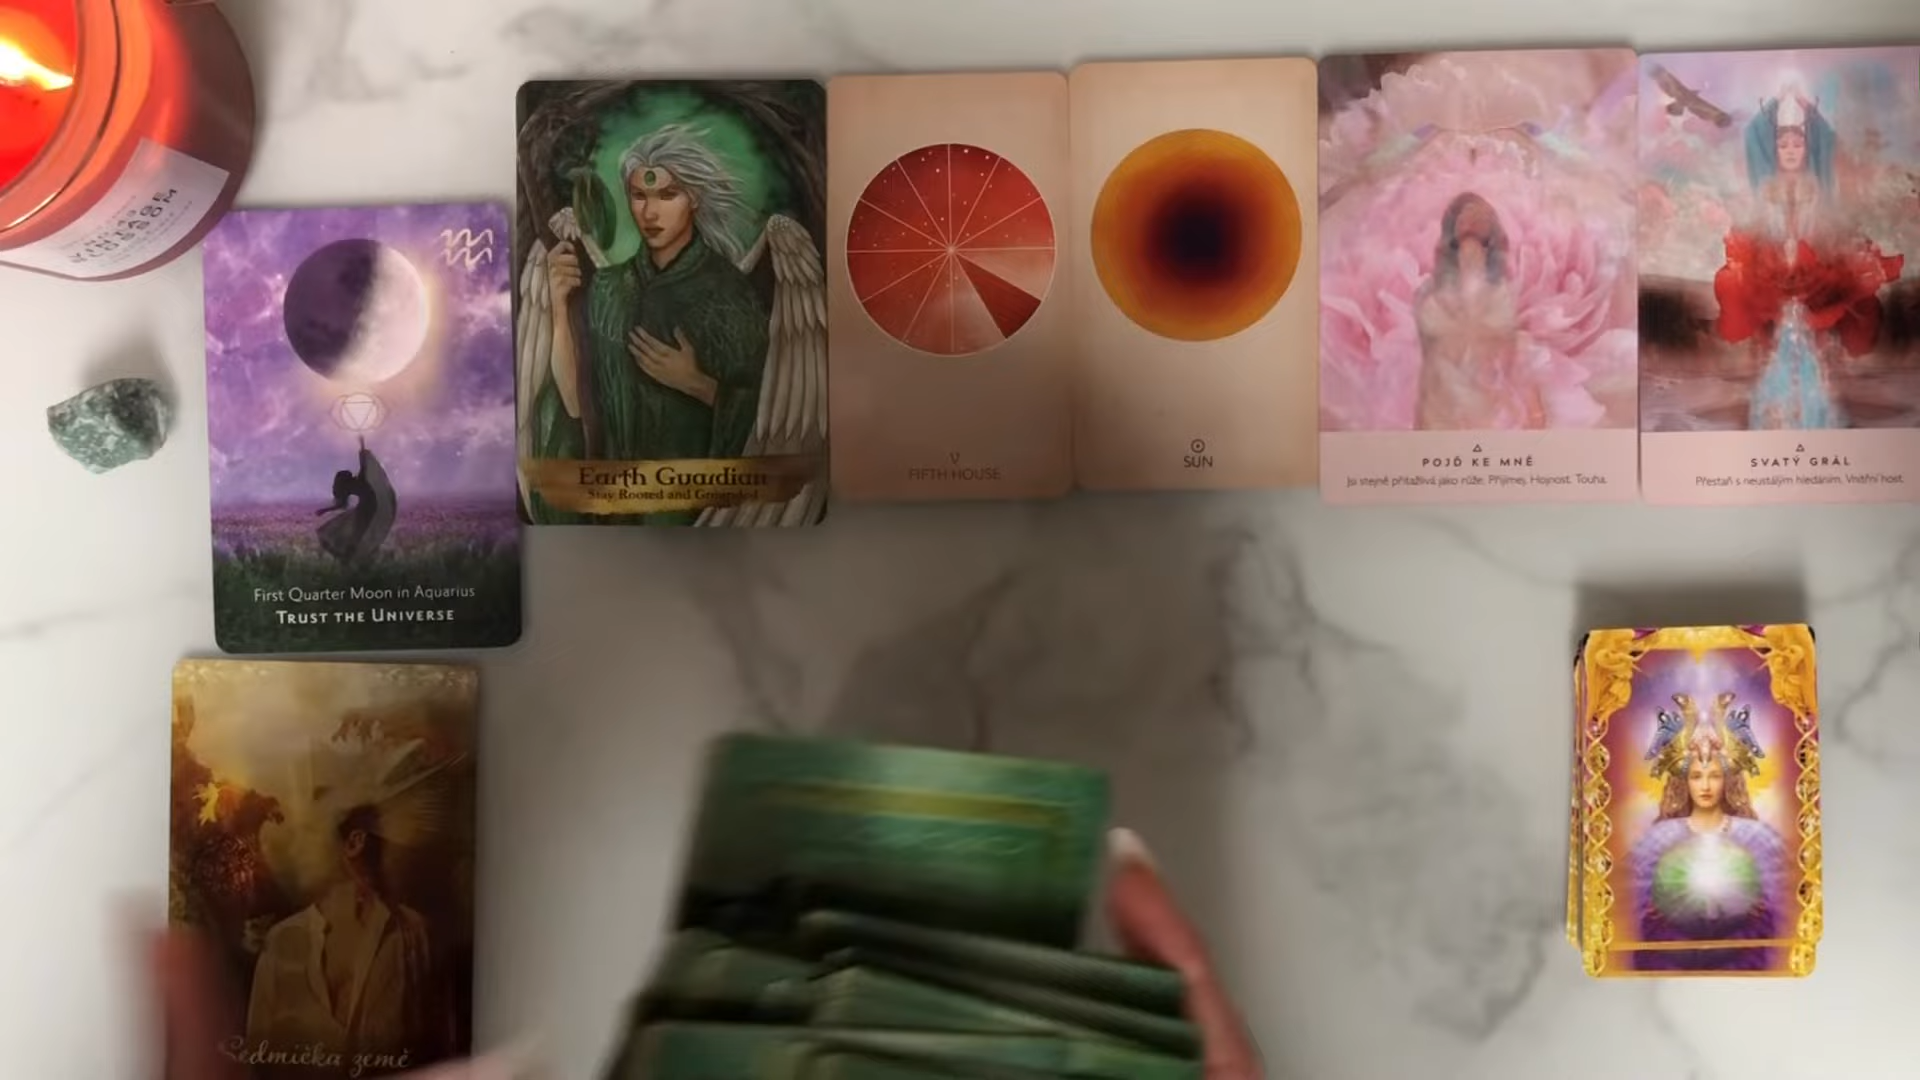 First Quarter Moon in Aquarius
TRUST THE UNIVERSE
Earth Guardian
Stay Rooted and Grounded
V
FIFTH HOUSE
SUN
POJĎ KE MNĚ
Jsi stejně přitažlivá jako růže. Přijímej. Hojnost. Touha.
SVATÝ GRÁL
Přestaň s neustálým hledáním. Vnitřní host.
Sedmička země